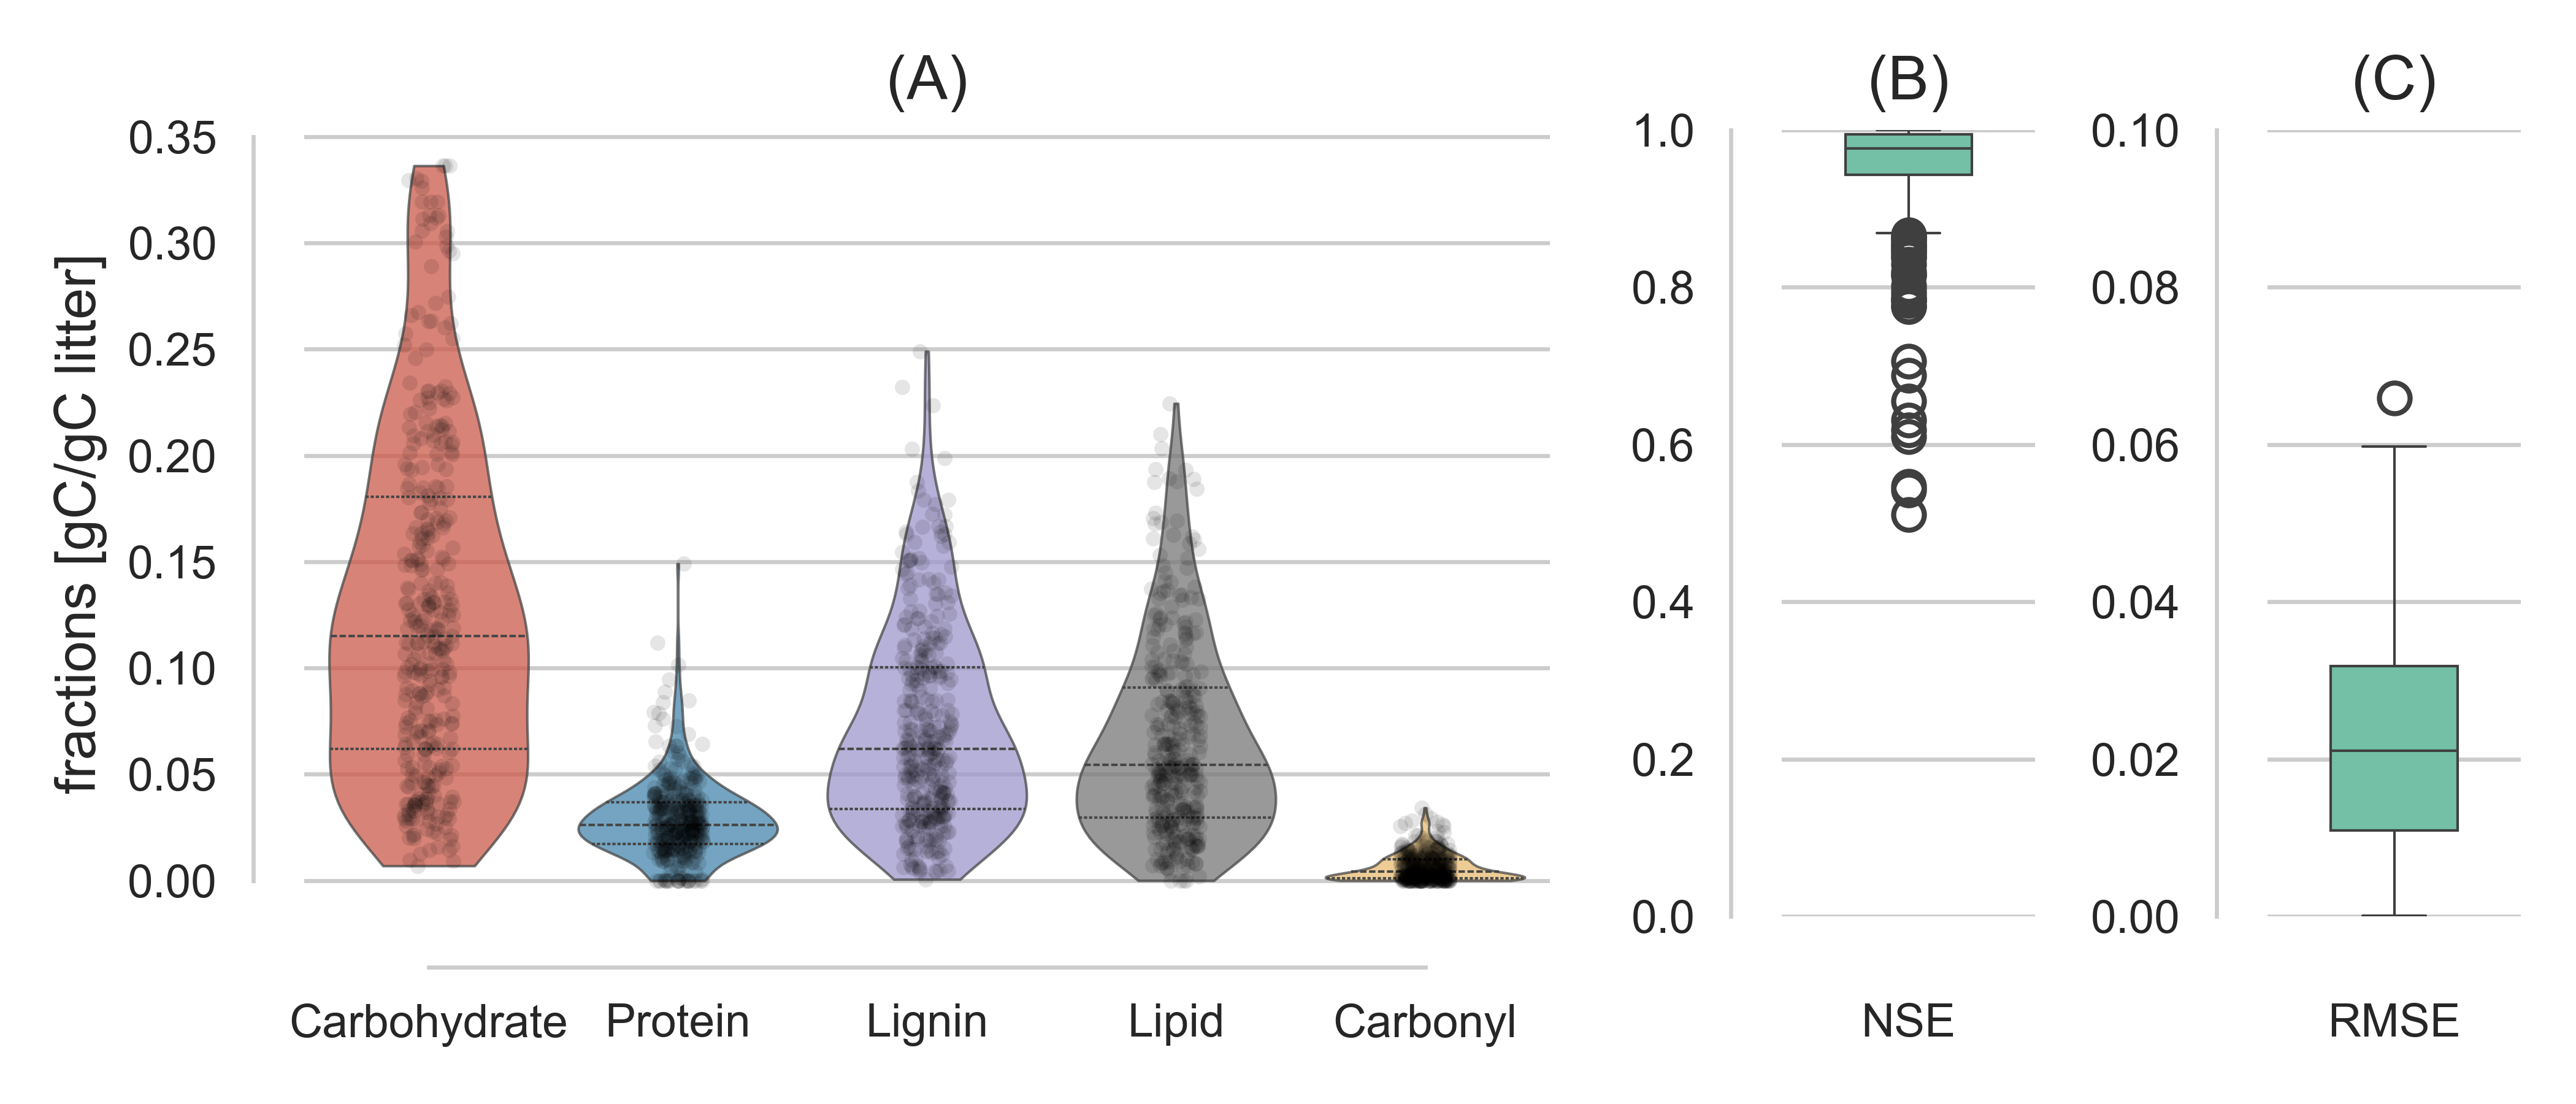 (A)
(B)
(C)
fractions [gC/gC litter]
0.35
0.30
0.25
0.20
0.15
0.10
0.05
0.00
Carbohydrate
Protein
Lignin
Lipid
Carbonyl
1.0
0.8
0.6
0.4
0.2
0.0
NSE
0.10
0.08
0.06
0.04
0.02
0.00
RMSE